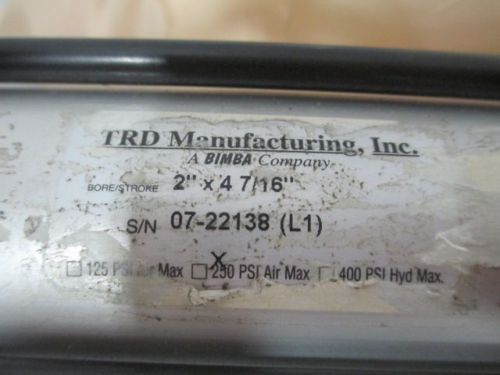 TRD Manufacturing, Inc.
A BIMBA Company
BORE/STROKE 2" x 4 7/16"
S/N 07-22138 (L1)
X
125 PSI Air Max 250 PSI Air Max 400 PSI Hyd Max.